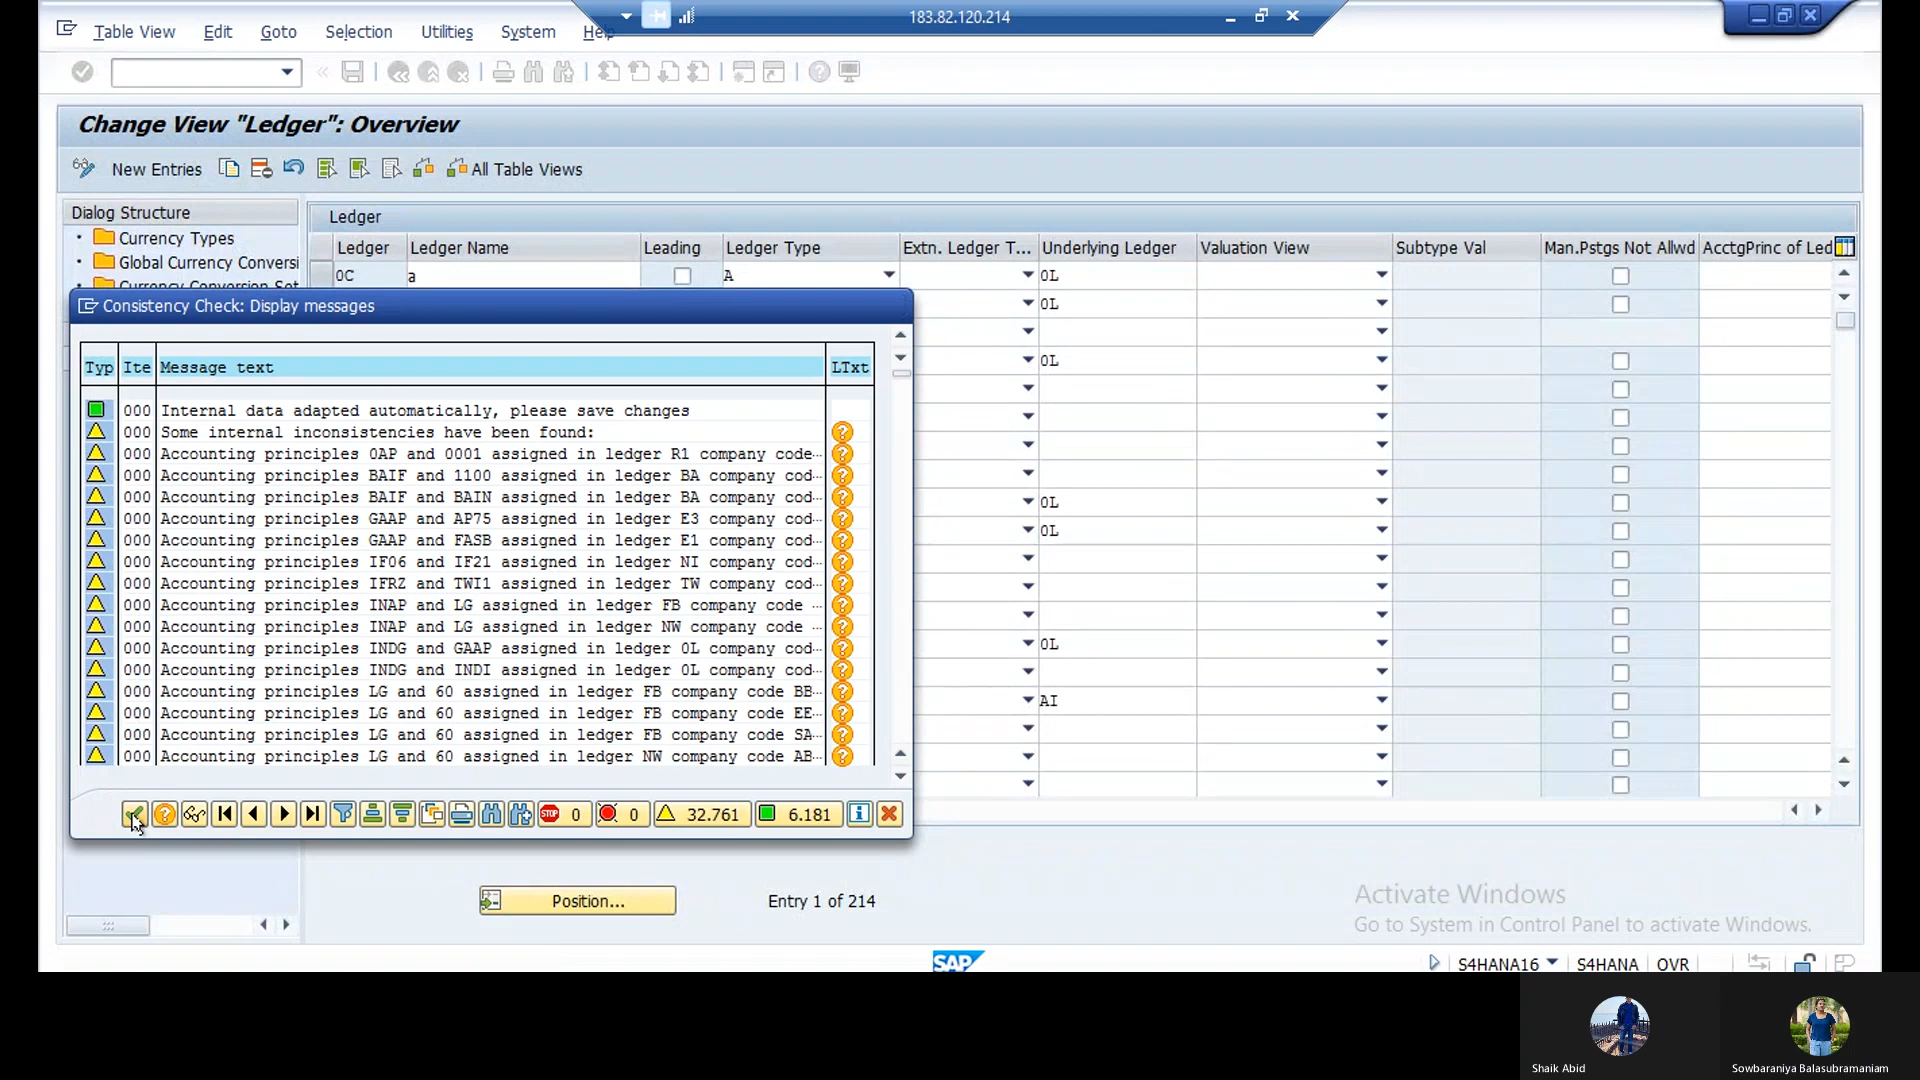 183.82.120.214
Table View Edit Goto Selection Utilities System Help
Change View "Ledger": Overview
New Entries All Table Views
Dialog Structure
Currency Types
Global Currency Conversi
Currency Conversion Set
Ledger
Ledger Ledger Name Leading Ledger Type Extn. Ledger T... Underlying Ledger Valuation View Subtype Val Man.Pstgs Not Allwd AcctgPrinc of Led
0C a A 0L
0L
0L
0L
0L
0L
AI
Consistency Check: Display messages
Typ Ite Message text LTxt
000 Internal data adapted automatically, please save changes
000 Some internal inconsistencies have been found:
000 Accounting principles 0AP and 0001 assigned in ledger R1 company code...
000 Accounting principles BAIF and 1100 assigned in ledger BA company cod...
000 Accounting principles BAIF and BAIN assigned in ledger BA company cod...
000 Accounting principles GAAP and AP75 assigned in ledger E3 company cod...
000 Accounting principles GAAP and FASB assigned in ledger E1 company cod...
000 Accounting principles IF06 and IF21 assigned in ledger NI company cod...
000 Accounting principles IFRZ and TWI1 assigned in ledger TW company cod...
000 Accounting principles INAP and LG assigned in ledger FB company code ...
000 Accounting principles INAP and LG assigned in ledger NW company code ...
000 Accounting principles INDG and GAAP assigned in ledger 0L company cod...
000 Accounting principles INDG and INDI assigned in ledger 0L company cod...
000 Accounting principles LG and 60 assigned in ledger FB company code BB...
000 Accounting principles LG and 60 assigned in ledger FB company code EE...
000 Accounting principles LG and 60 assigned in ledger FB company code SA...
000 Accounting principles LG and 60 assigned in ledger NW company code AB...
STOP 0 0 32.761 6.181
Position... Entry 1 of 214
Activate Windows
Go to System in Control Panel to activate Windows.
SAP S4HANA16 S4HANA OVR
Shaik Abid Sowbaraniya Balasubramaniam